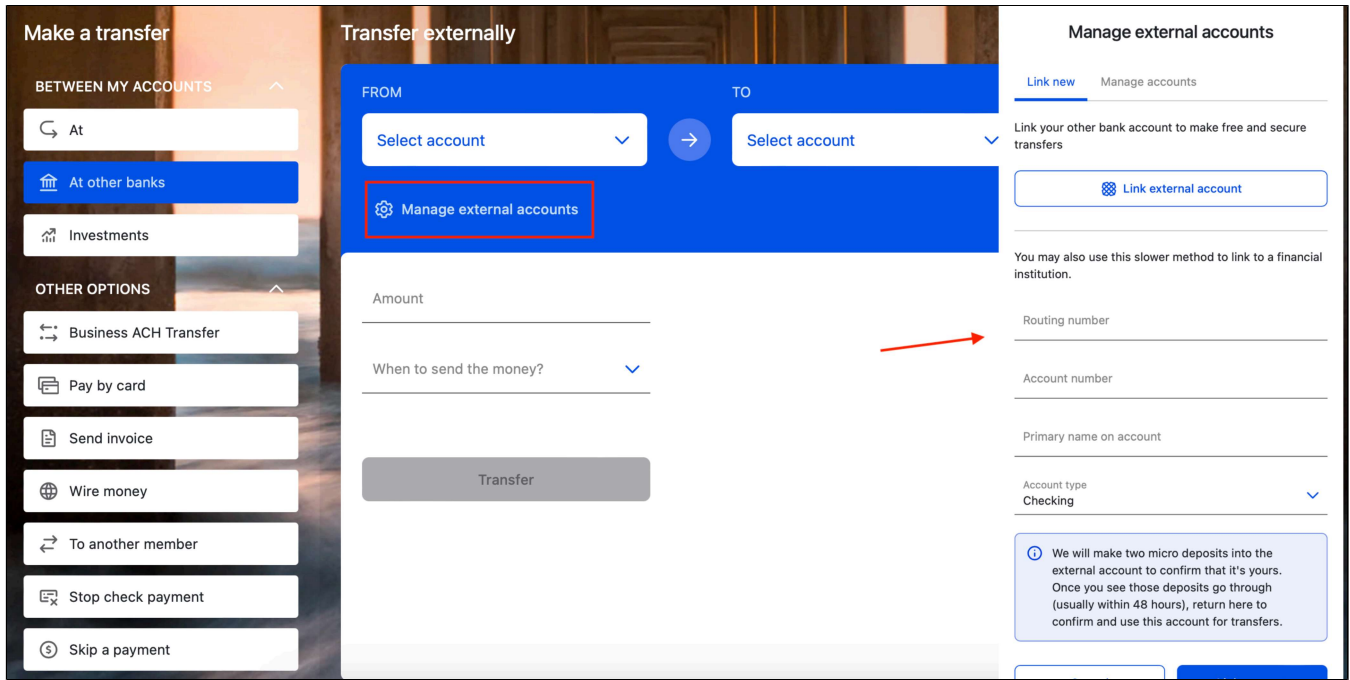 Make a transfer
BETWEEN MY ACCOUNTS
At
At other banks
Investments
OTHER OPTIONS
Business ACH Transfer
Pay by card
Send invoice
Wire money
To another member
Stop check payment
Skip a payment
Transfer externally
FROM
Select account
TO
Select account
Manage external accounts
Amount
When to send the money?
Transfer
Manage external accounts
Link new
Manage accounts
Link your other bank account to make free and secure
transfers
Link external account
You may also use this slower method to link to a financial
institution.
Routing number
Account number
Primary name on account
Account type
Checking
We will make two micro deposits into the
external account to confirm that it's yours.
Once you see those deposits go through
(usually within 48 hours), return here to
confirm and use this account for transfers.